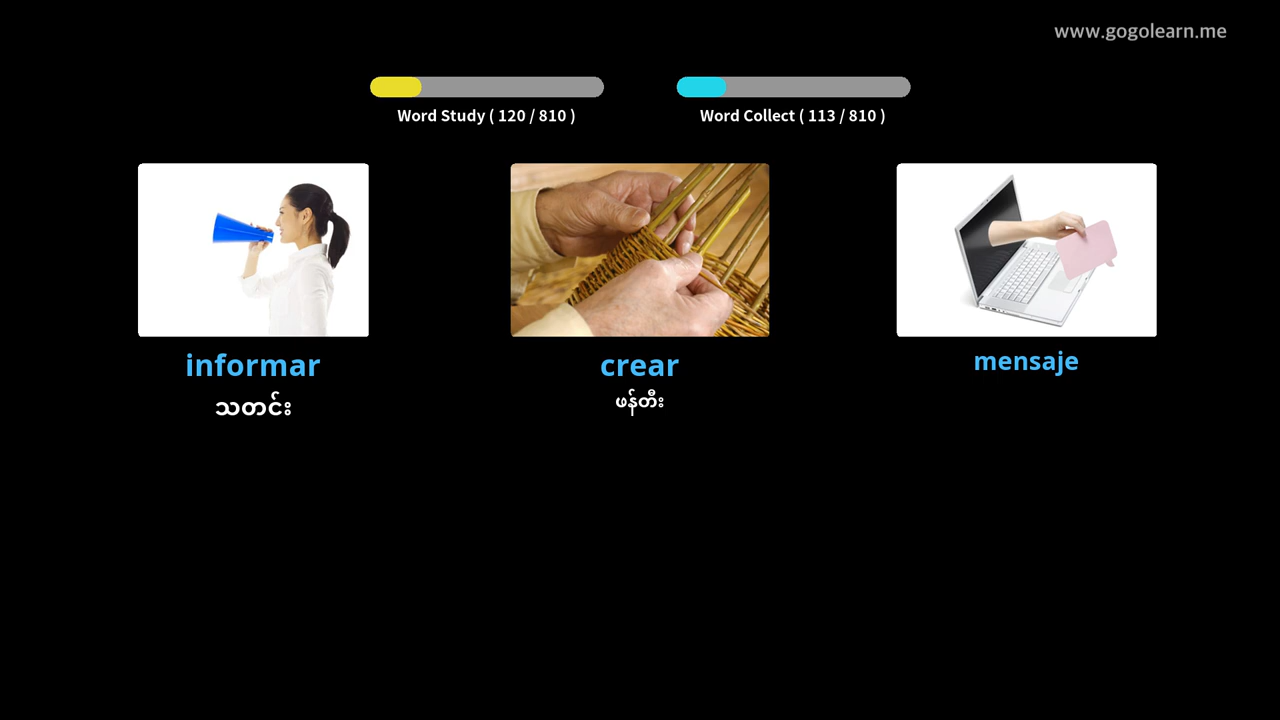 www.gogolearn.me
Word Study ( 120 / 810 )
Word Collect ( 113 / 810 )
informar
crear
mensaje
သတင်း
ဖန်တီး